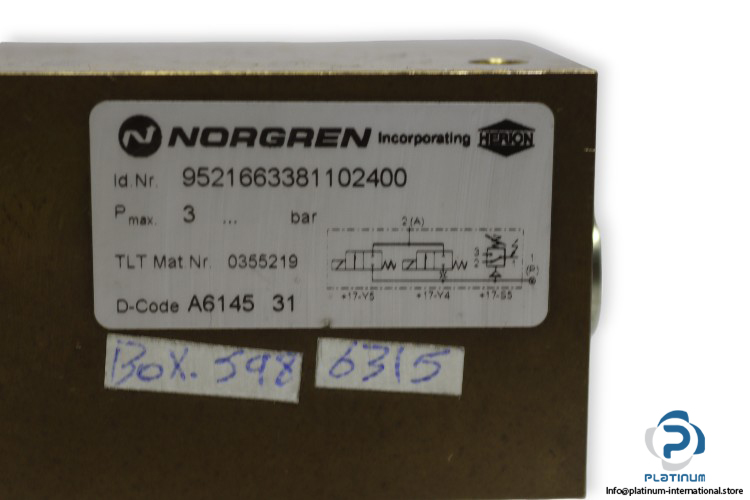 NORGREN Incorporating HERION
Id.Nr. 9521663381102400
Pmax. 3 ... bar
2 (A)
TLT Mat.Nr. 0355219
1
(P)
+17-Y5 +17-Y4 +17-S5
D-Code A6145 31
BOX. 598 6315
PLATINUM
Info@platinum-international.store